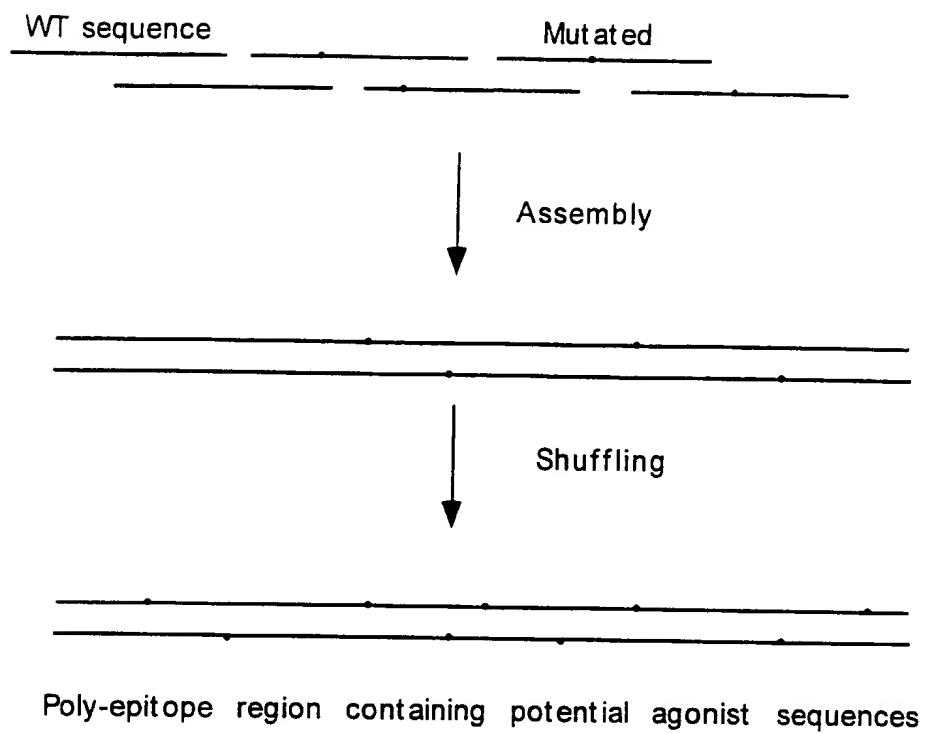 WT sequence
Mutated
Assembly
Shuffling
Poly-epitope region containing potential agonist sequences